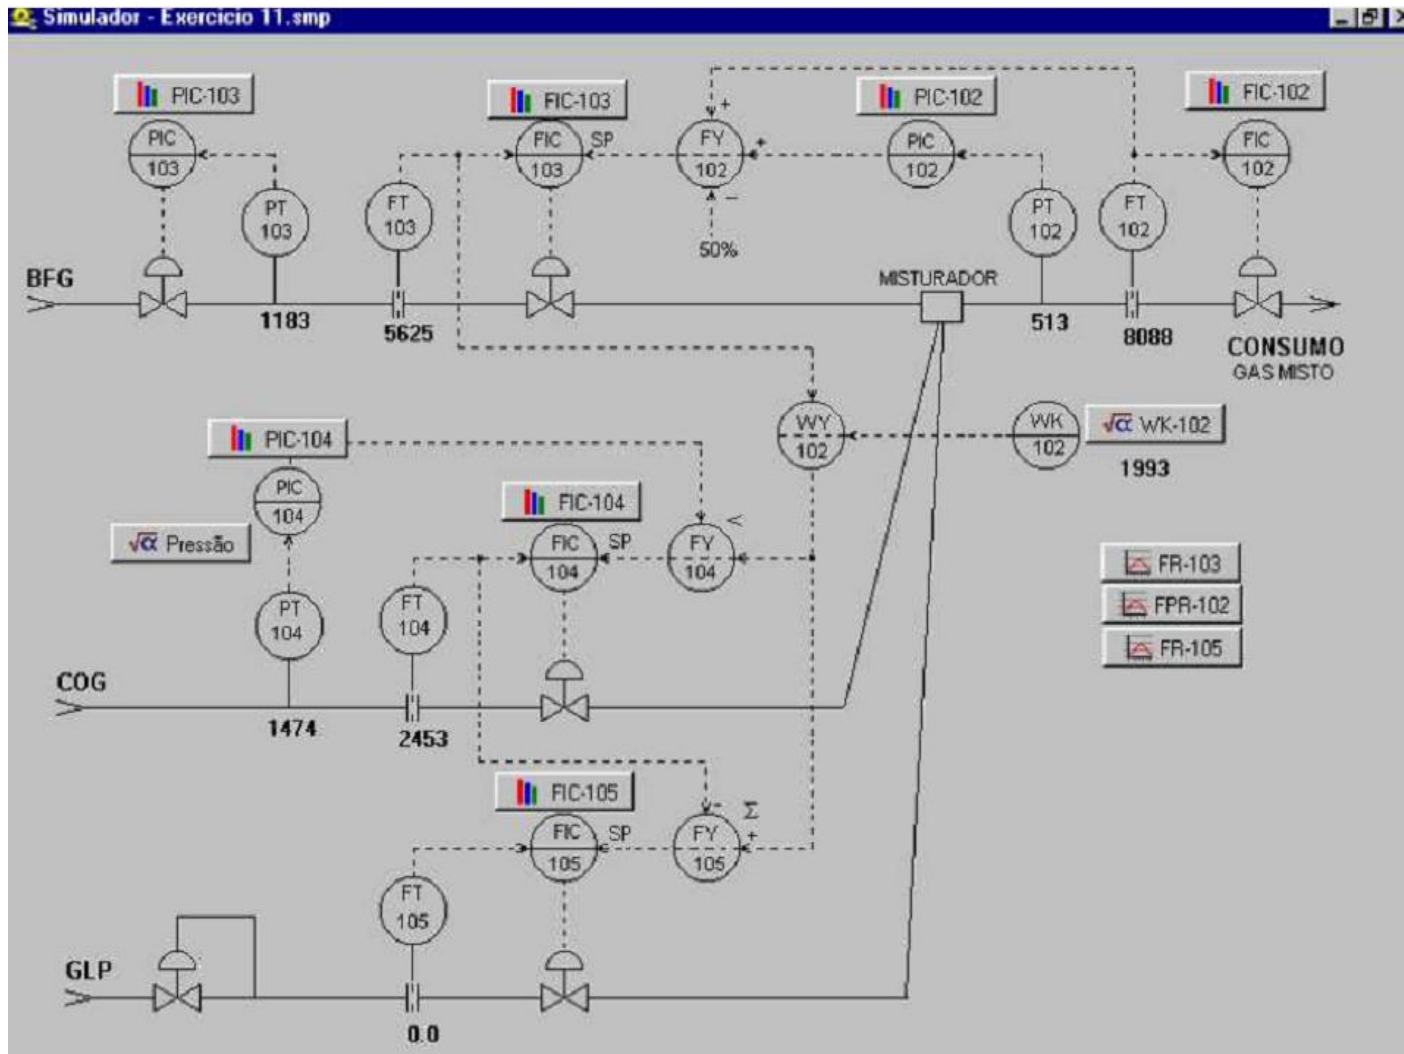 Simulador - Exercicio 11.smp
PIC-103
FIC-103
PIC-102
FIC-102
PIC
103
FIC
103
SP
+
FY
102
+
-
PIC
102
FIC
102
PT
103
FT
103
50%
PT
102
FT
102
BFG
MISTURADOR
1183
5625
513
8088
CONSUMO
GAS MISTO
WY
102
WK
102
√α WK-102
1993
PIC-104
PIC
104
√α Pressão
FIC-104
FIC
104
SP
FY
104
<
FR-103
FPR-102
FR-105
PT
104
FT
104
COG
1474
2453
FIC-105
FIC
105
SP
FY
105
-
Σ
+
FT
105
GLP
0.0